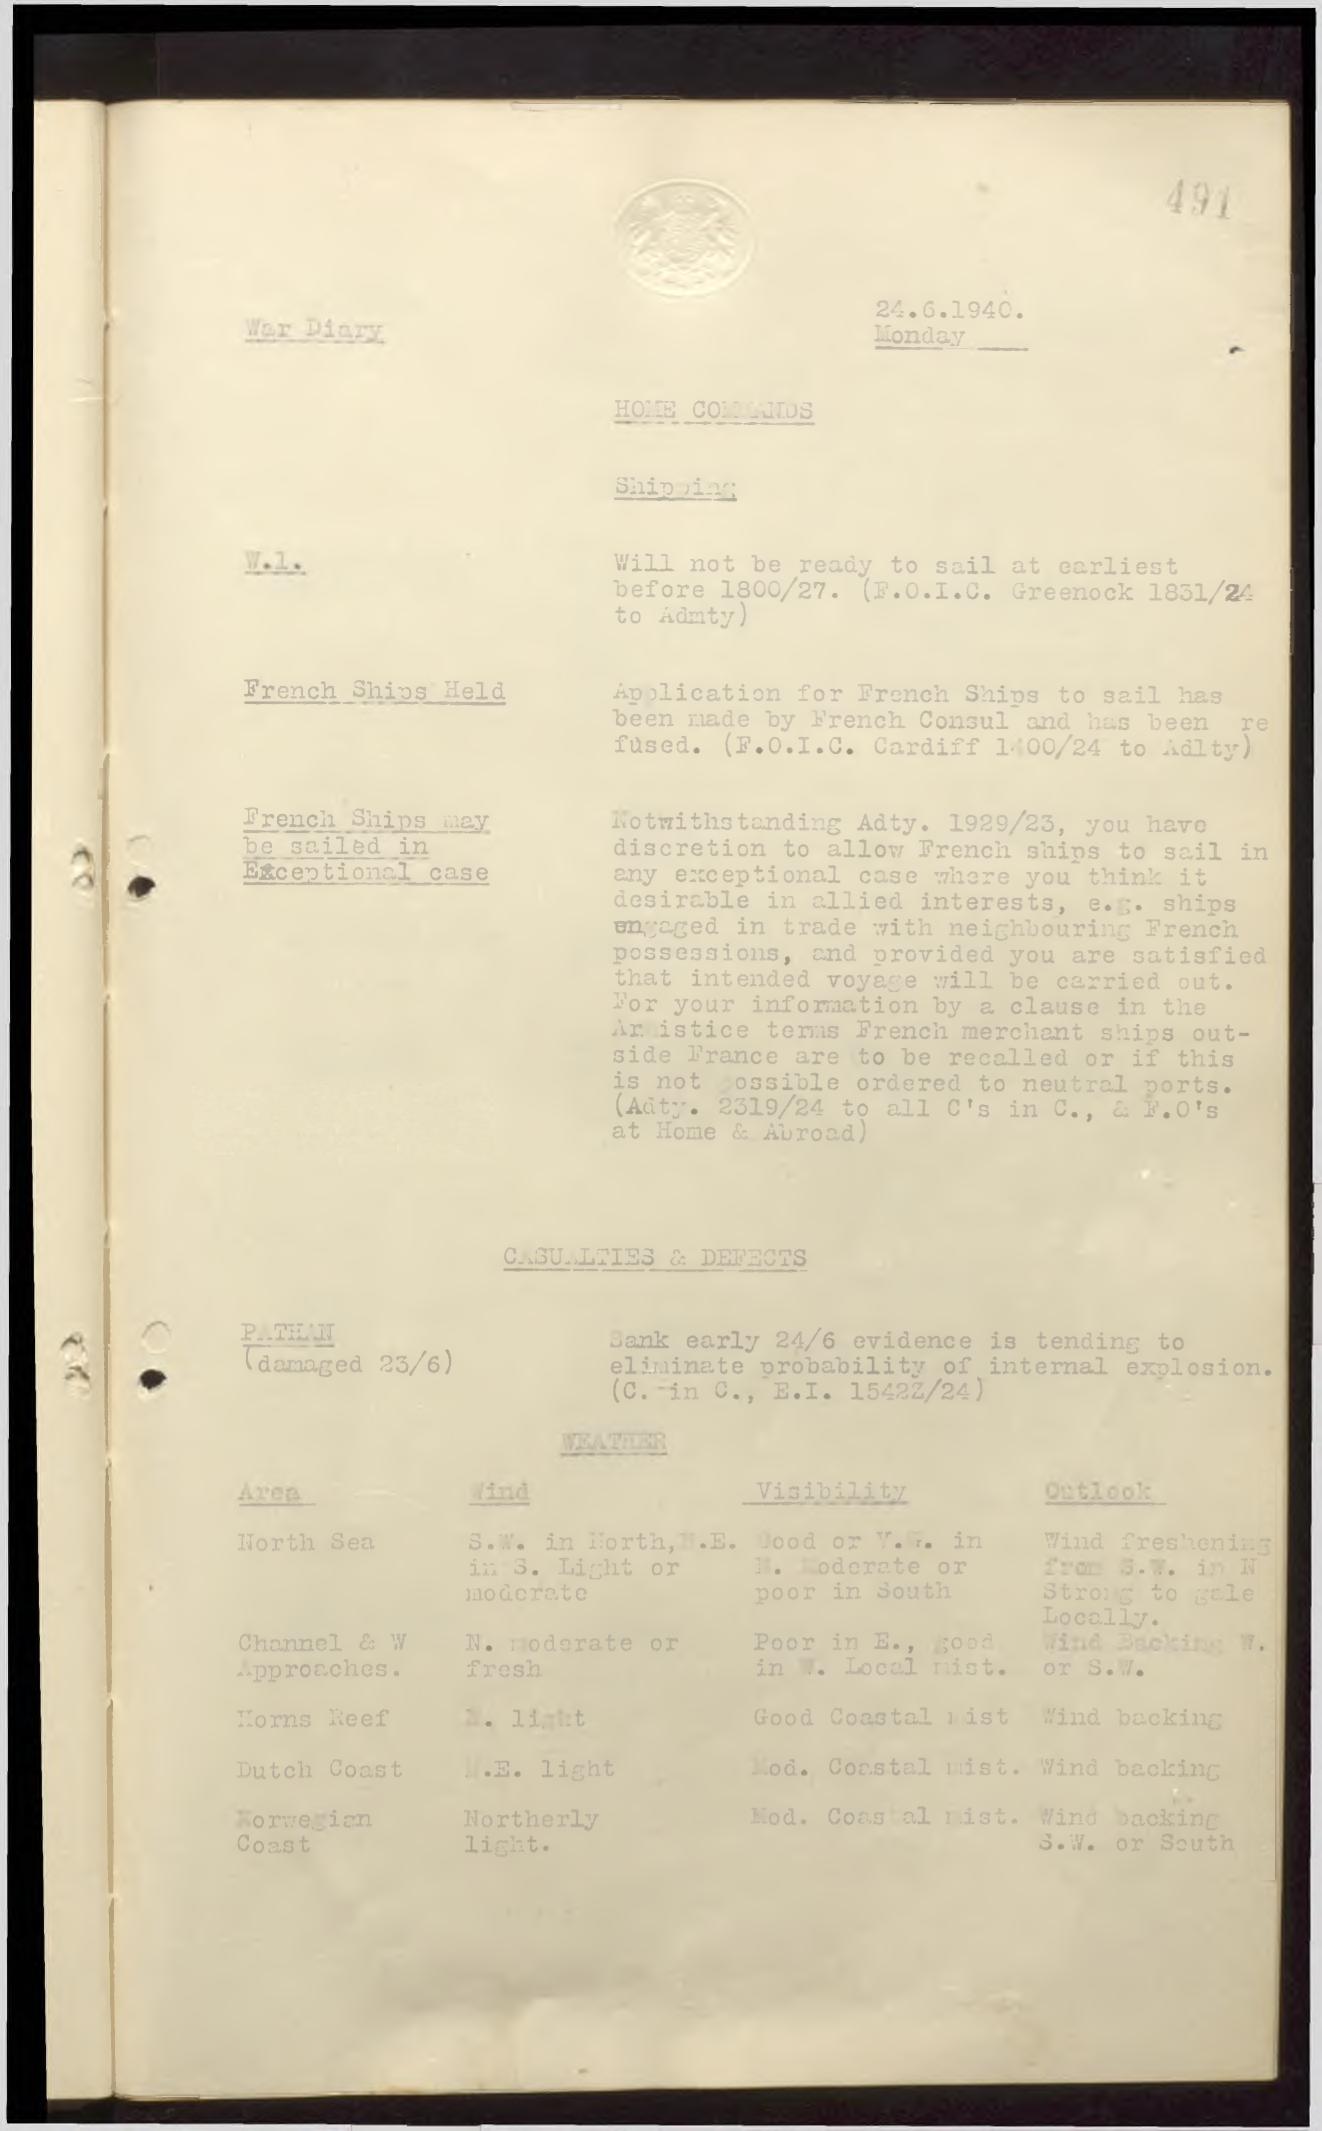 491
War Diary
24.6.1940.
Monday
HOME COMMANDS
Shipping
W.1.
Will not be ready to sail at earliest
before 1800/27. (F.O.I.C. Greenock 1831/24
to Admty)
French Ships Held
Application for French Ships to sail has
been made by French Consul and has been re
fused. (F.O.I.C. Cardiff to Adlty)
French Ships may
be sailed in
Exceptional case
Notwithstanding Adty. 1929/23, you have
discretion to allow French ships to sail in
any exceptional case where you think it
desirable in allied interests, e.g. ships
engaged in trade with neighbouring French
possessions, and provided you are satisfied
that intended voyage will be carried out.
For your information by a clause in the
Armistice terms French merchant ships out-
side France are to be recalled or if this
is not possible ordered to neutral ports.
(Adty. 2319/24 to all C's in C., & F.O's
at Home & Abroad)
CASUALTIES & DEFECTS
PATHAN
(damaged 23/6)
Sank early 24/6 evidence is tending to
eliminate probability of internal explosion.
(C. in C., E.I. 1542Z/24)
WEATHER
Area Wind Visibility Outlook
North Sea S.W. in North, N.E. Good or V.G. in Wind freshening
in S. Light or N. Moderate or from S.W. in N
moderate poor in South Strong to gale
Locally.
Channel & W N. moderate or Poor in E., good Wind Backing W.
Approaches. fresh in W. Local mist. or S.W.
Horns Reef N. light Good Coastal mist Wind backing
Dutch Coast N.E. light Mod. Coastal mist. Wind backing
Norwegian Northerly Mod. Coastal mist. Wind backing
Coast light. S.W. or South